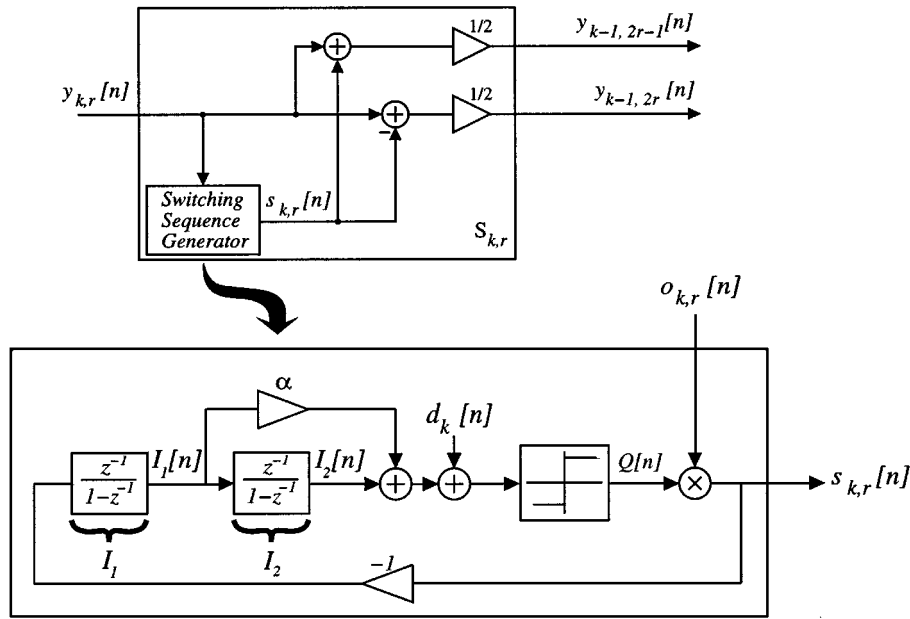 1/2
y_{k-1, 2r-1}[n]
y_{k,r}[n]
1/2
y_{k-1, 2r}[n]
-
Switching
Sequence
Generator
s_{k,r}[n]
S_{k,r}
o_{k,r}[n]
α
d_k[n]
z^{-1}
1-z^{-1}
I_1[n]
z^{-1}
1-z^{-1}
I_2[n]
Q[n]
s_{k,r}[n]
I_1
I_2
-1